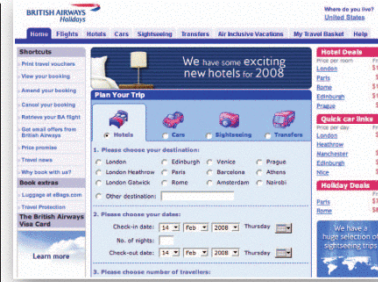 BRITISH AIRWAYS
Holidays
Where do you live?
United States
Home Flights Hotels Cars Sightseeing Transfers Air Inclusive Vacations My Travel Basket Help
Shortcuts
Print travel vouchers
View your booking
Amend your booking
Cancel your booking
Retrieve your BA flight
Get email offers from
British Airways
Price promise
Travel news
Why book with us?
Book extras
Luggage at eBags.com
Travel Protection
The British Airways
Visa Card
Learn more
We have some exciting
new hotels for 2008
Plan Your Trip
Hotels Cars Sightseeing Transfers
1. Please choose your destination:
London Edinburgh Venice Prague
London Heathrow Paris Barcelona Athens
London Gatwick Rome Amsterdam Nairobi
Other destination:
2. Please choose your dates:
Check-in date: 14 Feb 2008 Thursday
No. of nights:
Check-out date: 14 Feb 2008 Thursday
3. Please choose number of travellers:
Hotel Deals
Price per room
London
Paris
Rome
Edinburgh
Prague
Quick car links
Price per day
London
Heathrow
Manchester
Edinburgh
Nice
Holiday Deals
Paris
Rome
We have a
huge selection of
sightseeing trips